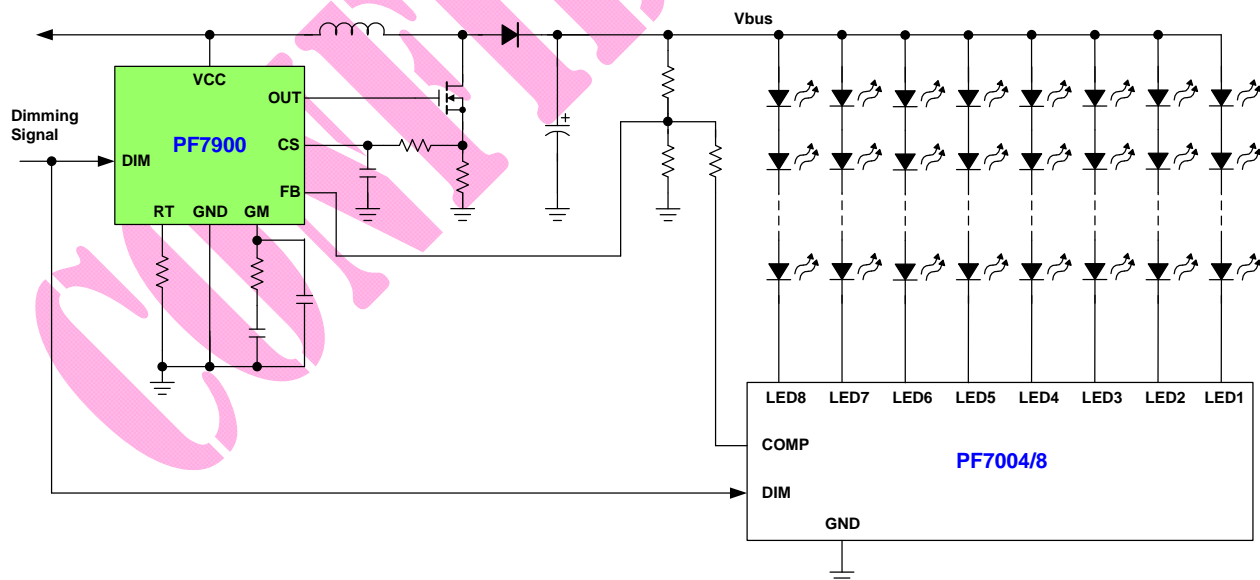 Vbus
VCC
OUT
Dimming
Signal
PF7900
CS
DIM
FB
RT GND GM
+
LED8 LED7 LED6 LED5 LED4 LED3 LED2 LED1
COMP
PF7004/8
DIM
GND